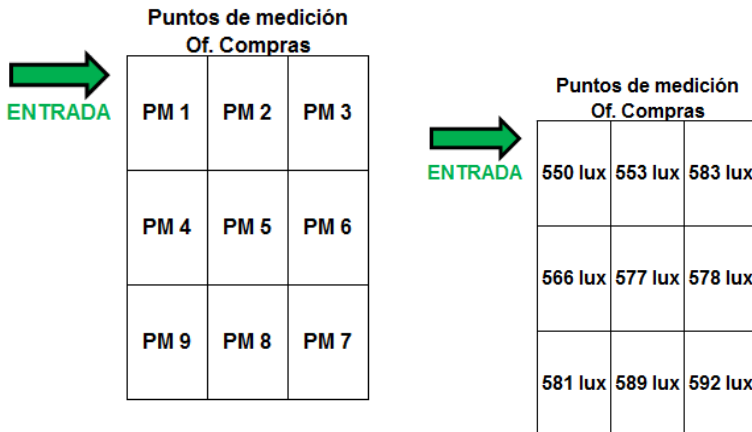 Puntos de medición
Of. Compras
ENTRADA
PM 1 PM 2 PM 3
PM 4 PM 5 PM 6
PM 9 PM 8 PM 7
Puntos de medición
Of. Compras
ENTRADA
550 lux 553 lux 583 lux
566 lux 577 lux 578 lux
581 lux 589 lux 592 lux